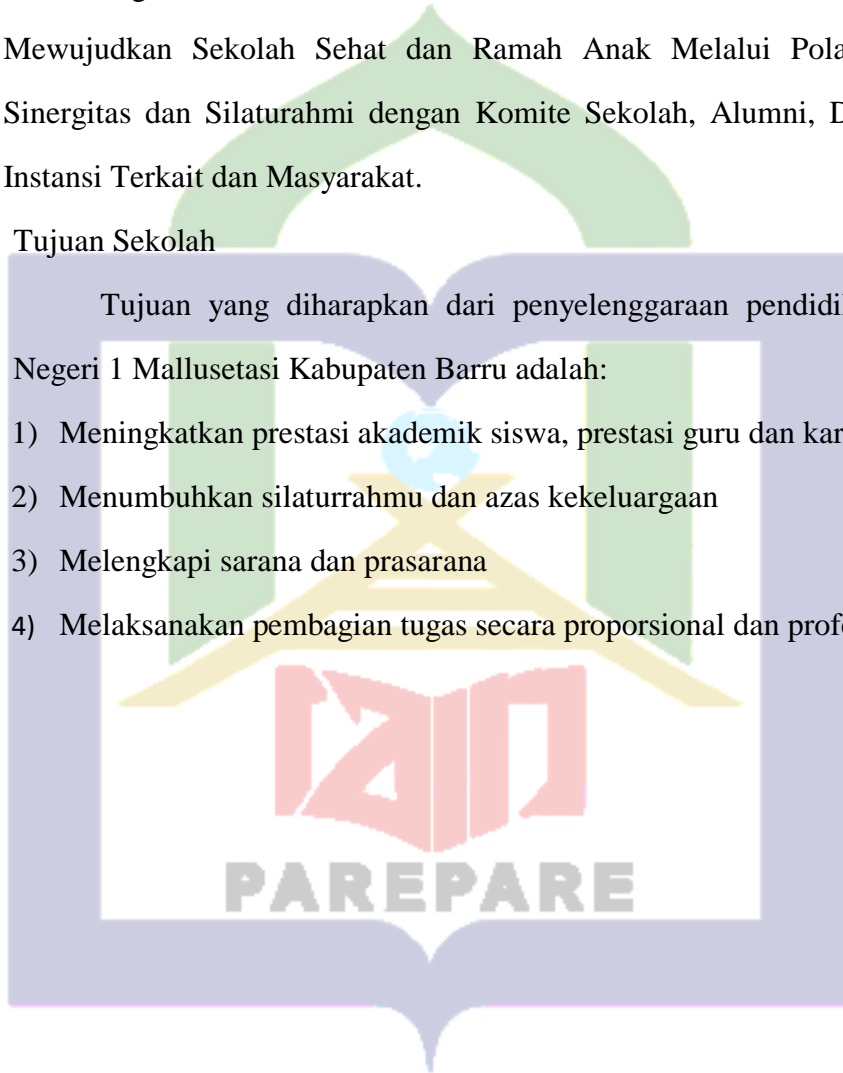 Mewujudkan Sekolah Sehat dan Ramah Anak Melalui Pola
Sinergitas dan Silaturahmi dengan Komite Sekolah, Alumni,
Instansi Terkait dan Masyarakat.
Tujuan Sekolah
Tujuan yang diharapkan dari penyelenggaraan
Negeri 1 Mallusetasi Kabupaten Barru adalah:
1) Meningkatkan prestasi akademik siswa, prestasi guru dan
2) Menumbuhkan silaturrahmu dan azas kekeluargaan
3) Melengkapi sarana dan prasarana
4) Melaksanakan pembagian tugas secara proporsional dan
iain
PAREPARE